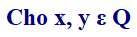 Cho x, y ε Q